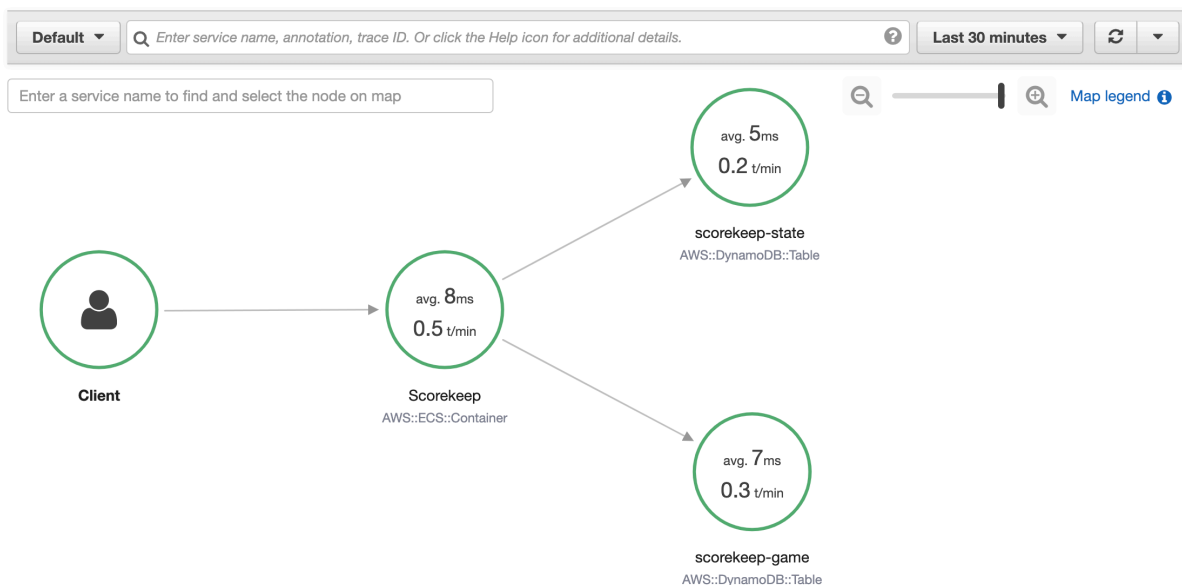 Default
Enter service name, annotation, trace ID. Or click the Help icon for additional details.
?
Last 30 minutes
Enter a service name to find and select the node on map
Map legend i
avg. 5ms
0.2 t/min
scorekeep-state
AWS::DynamoDB::Table
Client
avg. 8ms
0.5 t/min
Scorekeep
AWS::ECS::Container
avg. 7ms
0.3 t/min
scorekeep-game
AWS::DynamoDB::Table